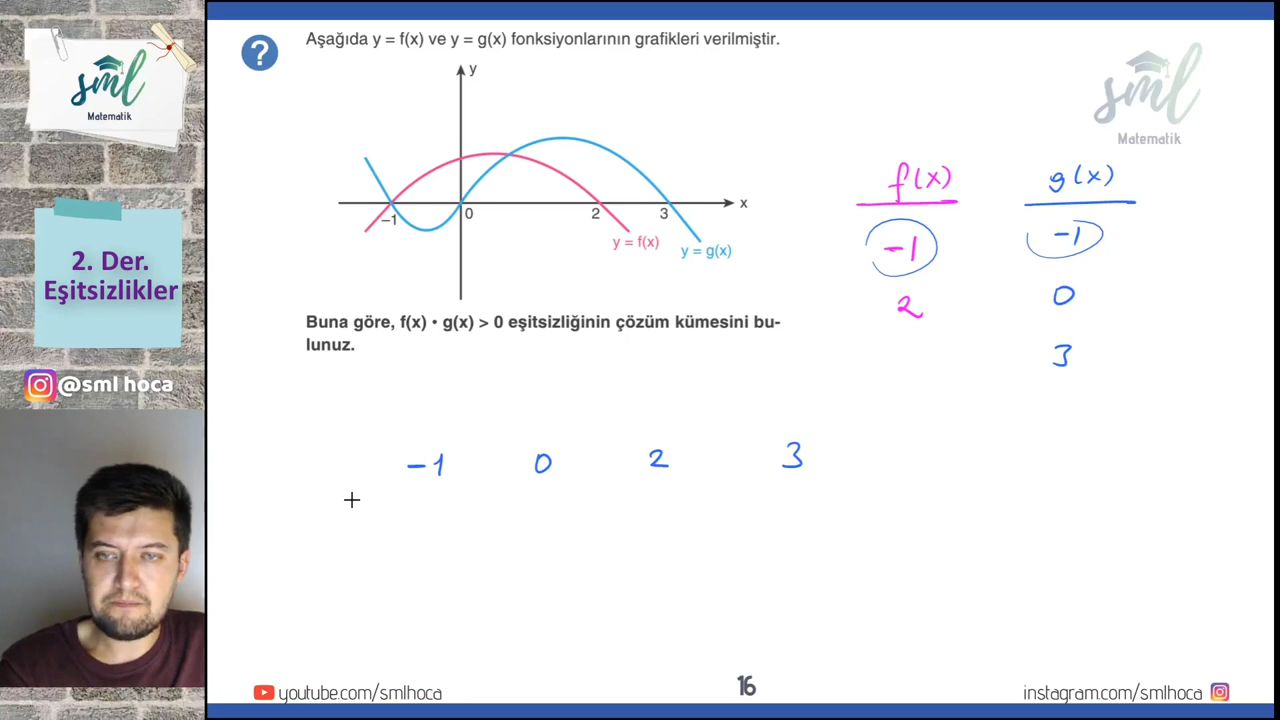 sml
Matematik
2. Der.
Eşitsizlikler
@sml hoca
?
Aşağıda y = f(x) ve y = g(x) fonksiyonlarının grafikleri verilmiştir.
y
x
−1
0
2
3
y = f(x)
y = g(x)
Buna göre, f(x) • g(x) > 0 eşitsizliğinin çözüm kümesini bu-
lunuz.
sml
Matematik
f(x) g(x)
-1 -1
2 0
3
-1 0 2 3
youtube.com/smlhoca
16
instagram.com/smlhoca